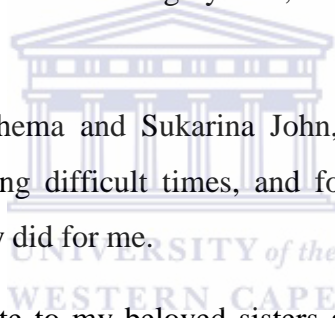 hema and Sukarina John,
ng difficult times, and fo
did for me.
UNIVERSITY of the
WESTERN CAPE
te to my beloved sisters